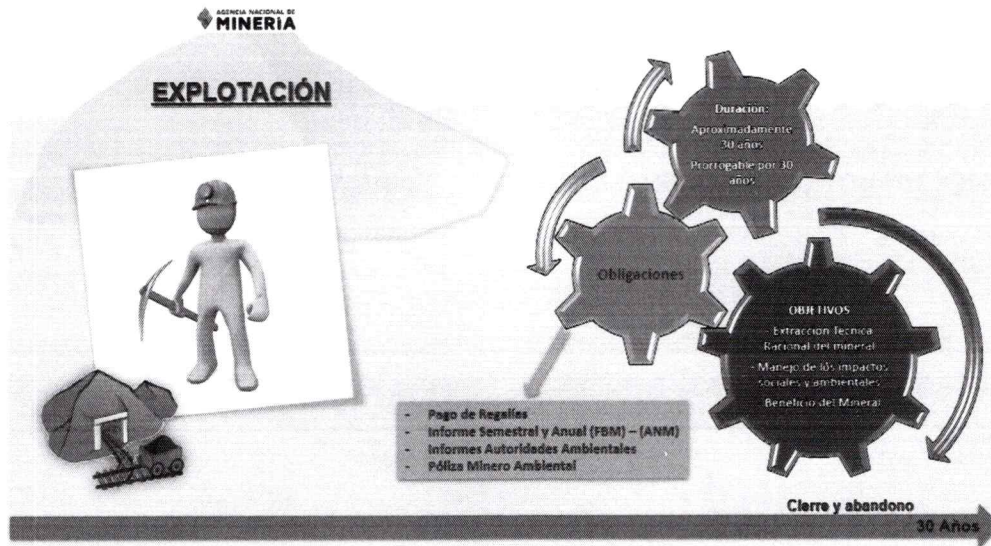 AGENCIA NACIONAL DE
MINERÍA
EXPLOTACIÓN
Duración:
Aproximadamente
30 años
Prorrogable por 30
años
Obligaciones
OBJETIVOS
- Extracción Técnica
Racional del mineral
- Manejo de los impactos
sociales y ambientales
Beneficio del Mineral
- Pago de Regalías
- Informe Semestral y Anual (FBM) – (ANM)
- Informes Autoridades Ambientales
- Póliza Minero Ambiental
Cierre y abandono
30 Años